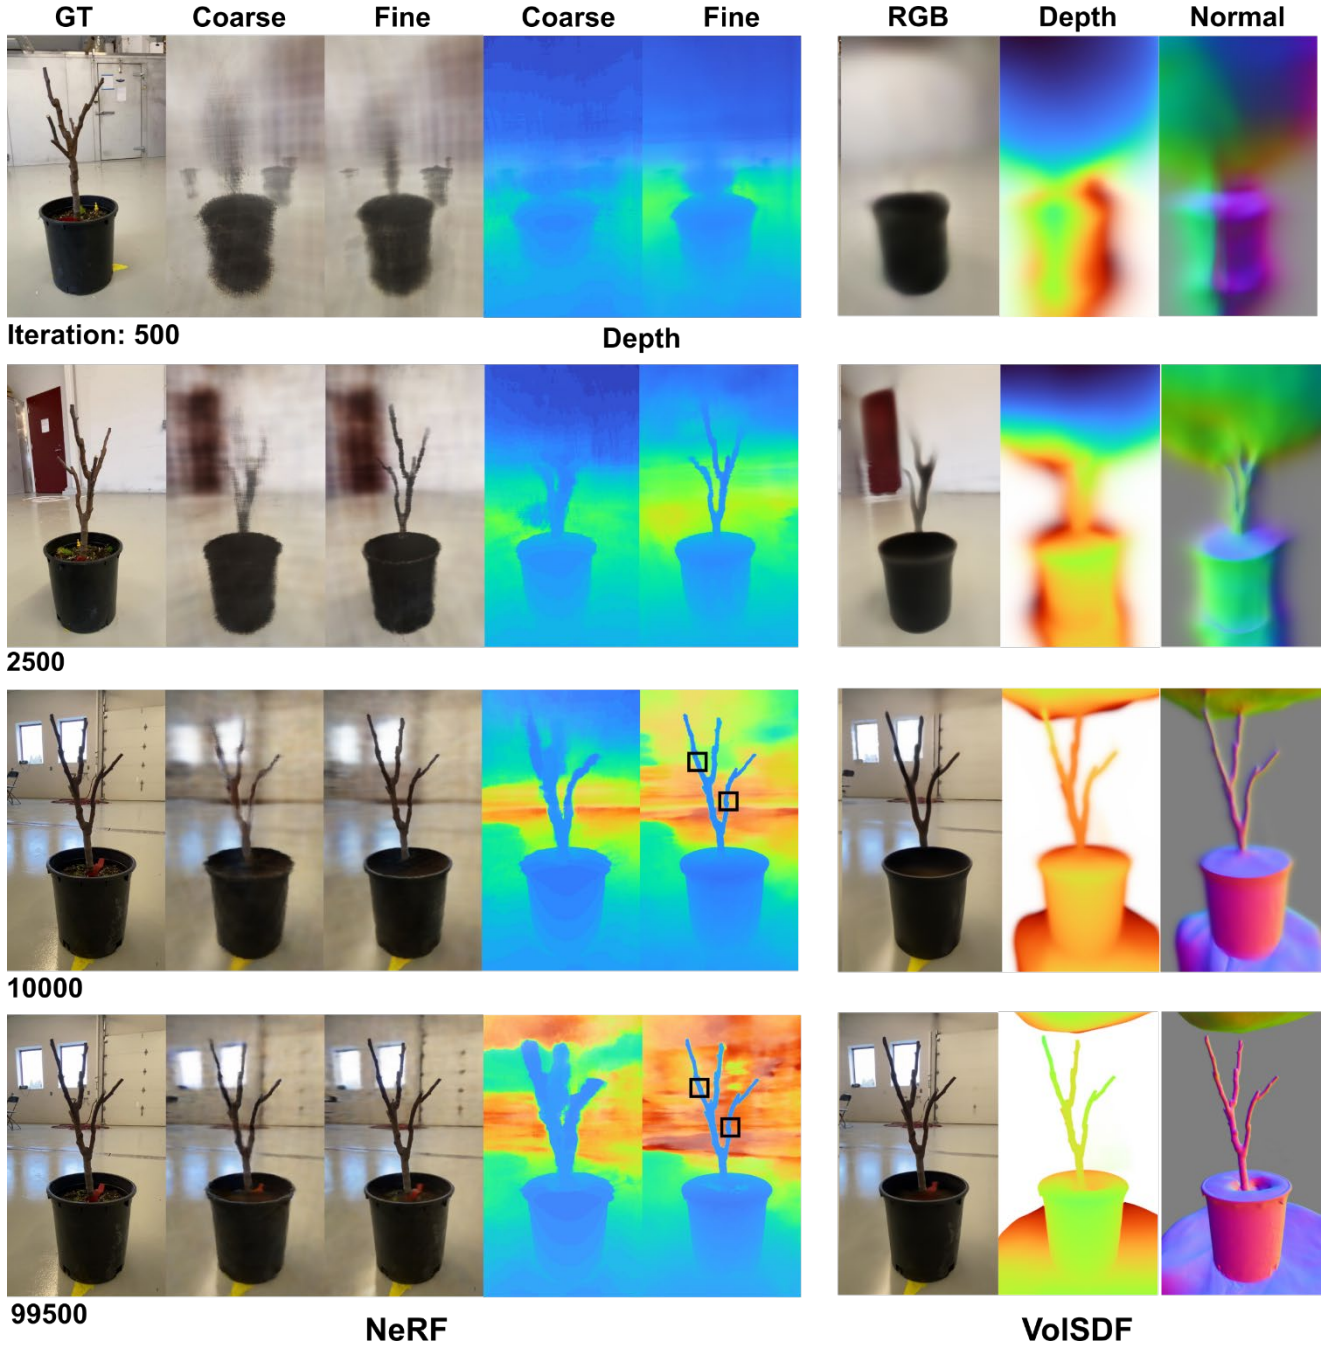 GT Coarse Fine Coarse Fine RGB Depth Normal
Iteration: 500
Depth
2500
10000
99500
NeRF VolSDF